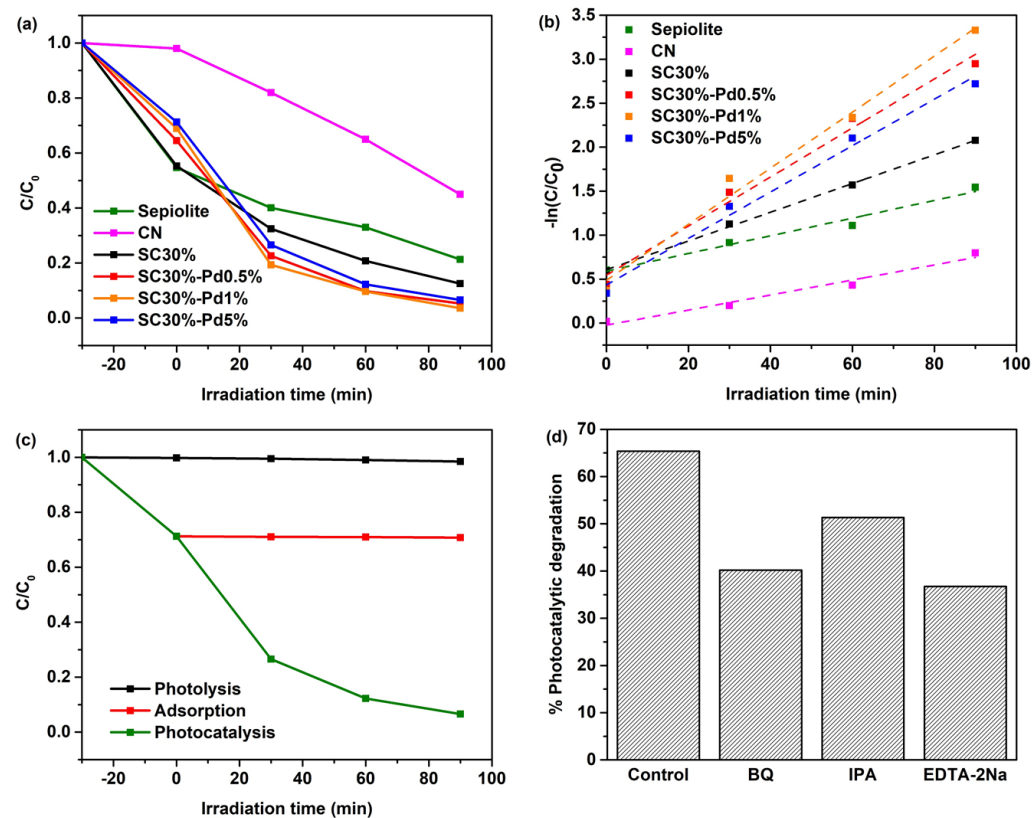 (a)
1.0
0.8
0.6
0.4
0.2
0.0
C/C0
Sepiolite
CN
SC30%
SC30%-Pd0.5%
SC30%-Pd1%
SC30%-Pd5%
-20 0 20 40 60 80 100
Irradiation time (min)
(b)
3.5
3.0
2.5
2.0
1.5
1.0
0.5
0.0
-ln(C/C0)
Sepiolite
CN
SC30%
SC30%-Pd0.5%
SC30%-Pd1%
SC30%-Pd5%
0 20 40 60 80 100
Irradiation time (min)
(c)
1.0
0.8
0.6
0.4
0.2
0.0
C/C0
Photolysis
Adsorption
Photocatalysis
-20 0 20 40 60 80 100
Irradiation time (min)
(d)
70
60
50
40
30
20
10
0
% Photocatalytic degradation
Control BQ IPA EDTA-2Na